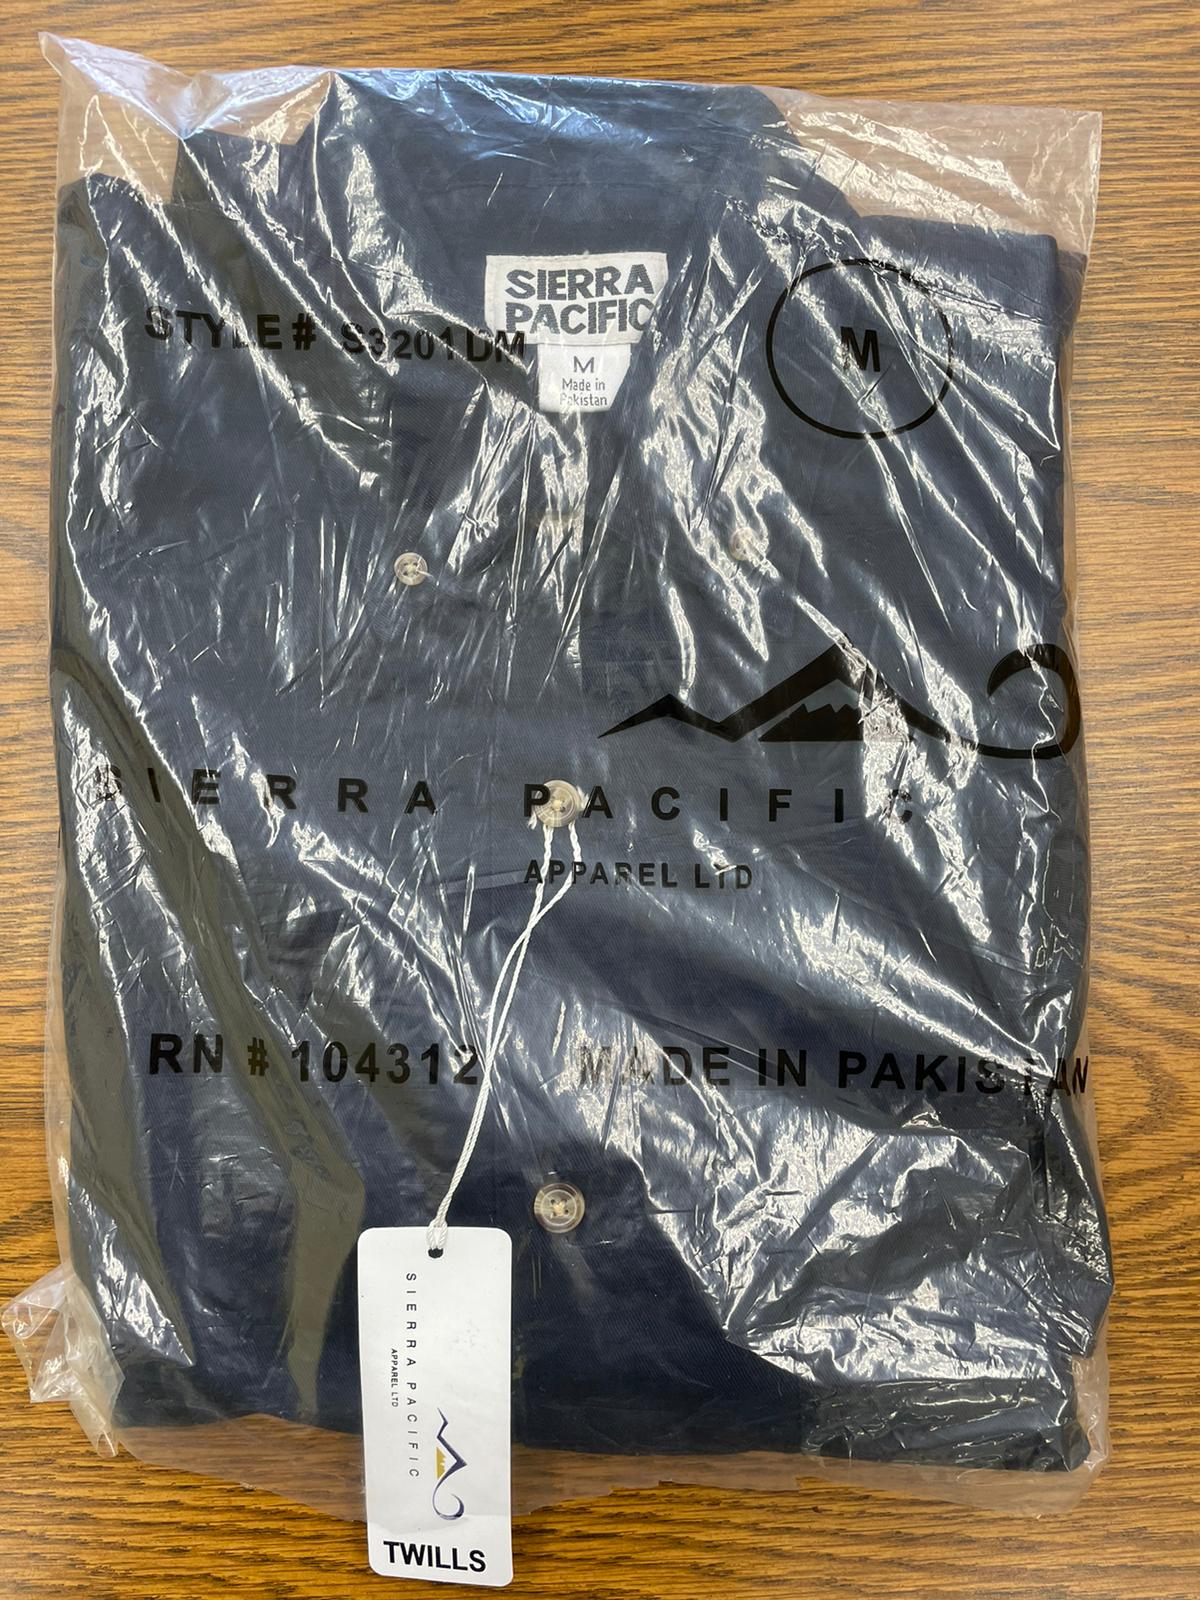 SIERRA
PACIFIC
M
Made in
Pakistan
STYLE# S3201DM
M
SIERRA PACIFIC
APPAREL LTD
RN # 104312 MADE IN PAKISTAN
SIERRA PACIFIC
APPAREL LTD
TWILLS